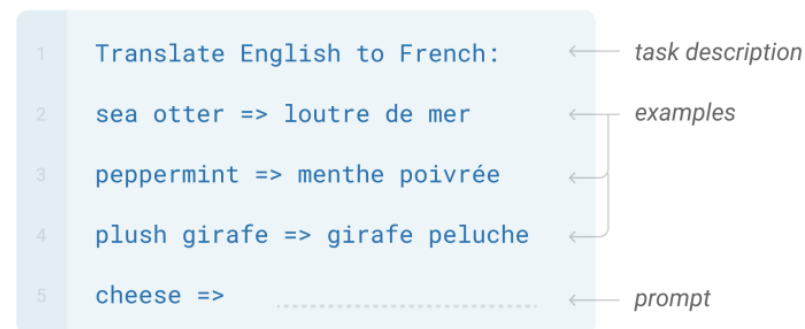 1 Translate English to French: task description
2 sea otter => loutre de mer examples
3 peppermint => menthe poivrée
4 plush girafe => girafe peluche
5 cheese => prompt